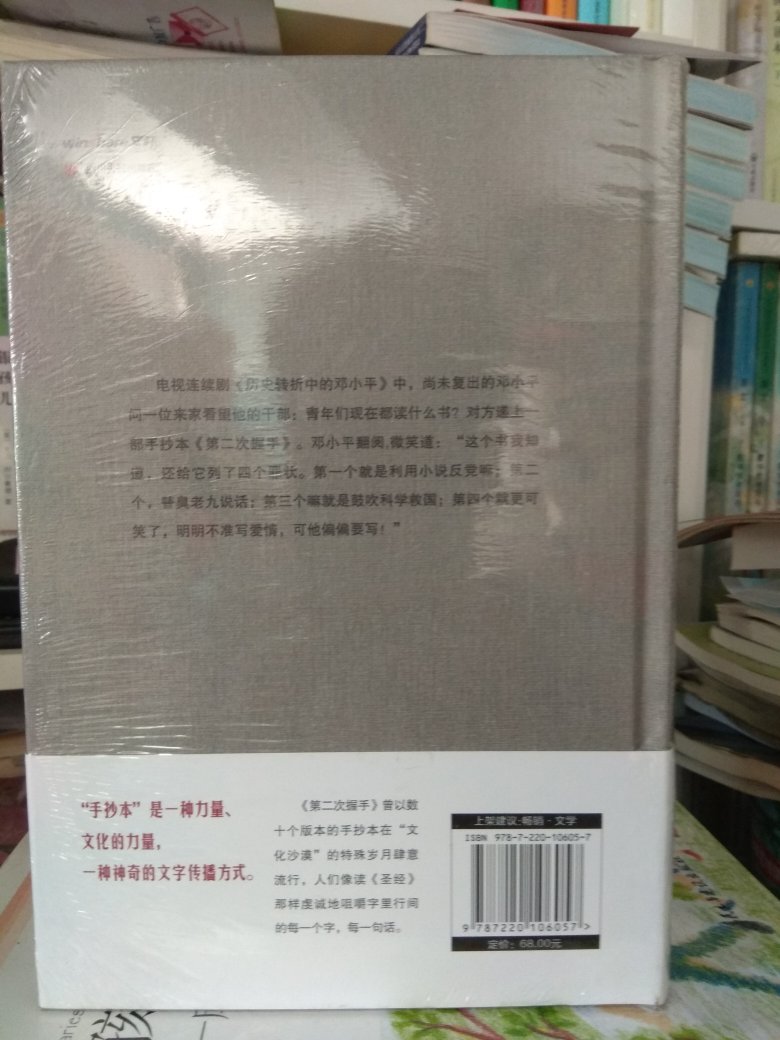 电视连续剧《历史转折中的邓小平》中，尚未复出的邓小平
问一位来家看望他的干部：青年们现在都读什么书？对方递上一
部手抄本《第二次握手》。邓小平翻阅，微笑道：“这个书我知
道，还给它列了四个罪状。第一个就是利用小说反党嘛；第二
个，替臭老九说话；第三个嘛就是鼓吹科学救国；第四个就更可
笑了，明明不准写爱情，可他偏偏要写！”
“手抄本”是一种力量、
文化的力量，
一种神奇的文字传播方式。
《第二次握手》曾以数
十个版本的手抄本在“文
化沙漠”的特殊岁月肆意
流行，人们像读《圣经》
那样虔诚地咀嚼字里行间
的每一个字，每一句话。
上架建议:畅销·文学
ISBN 978-7-220-10605-7
9 787220 106057 >
定价：68.00元